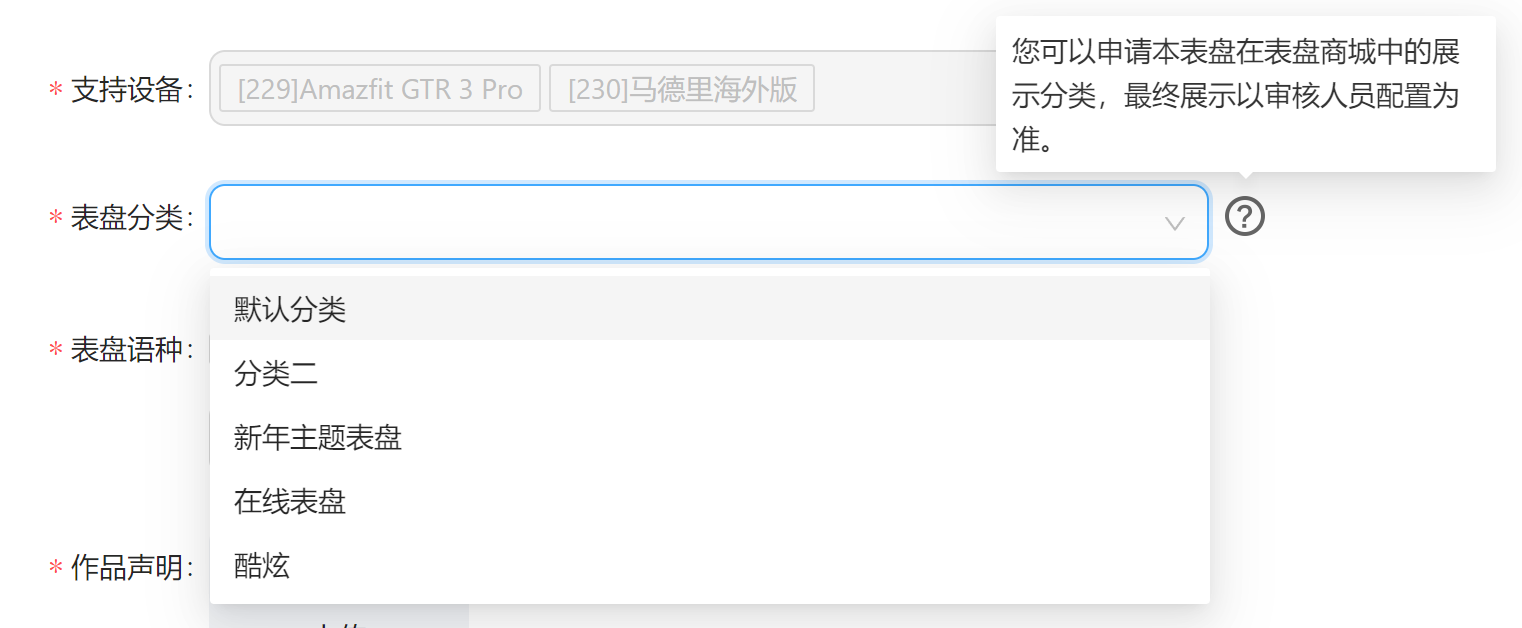 * 支持设备:
[229]Amazfit GTR 3 Pro
[230]马德里海外版
您可以申请本表盘在表盘商城中的展
示分类，最终展示以审核人员配置为
准。
* 表盘分类:
?
默认分类
分类二
* 表盘语种:
新年主题表盘
在线表盘
酷炫
* 作品声明: